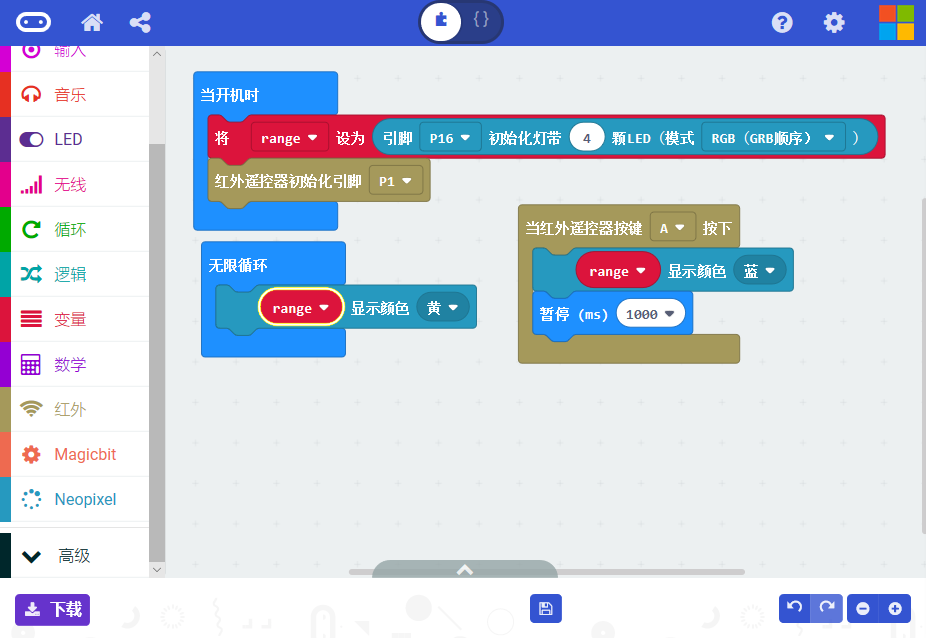 { }
输入
音乐
LED
无线
循环
逻辑
变量
数学
红外
Magicbit
Neopixel
高级
当开机时
将 range 设为 引脚 P16 初始化灯带 4 颗LED (模式 RGB (GRB顺序) )
红外遥控器初始化引脚 P1
无限循环
range 显示颜色 黄
当红外遥控器按键 A 按下
range 显示颜色 蓝
暂停 (ms) 1000
下载